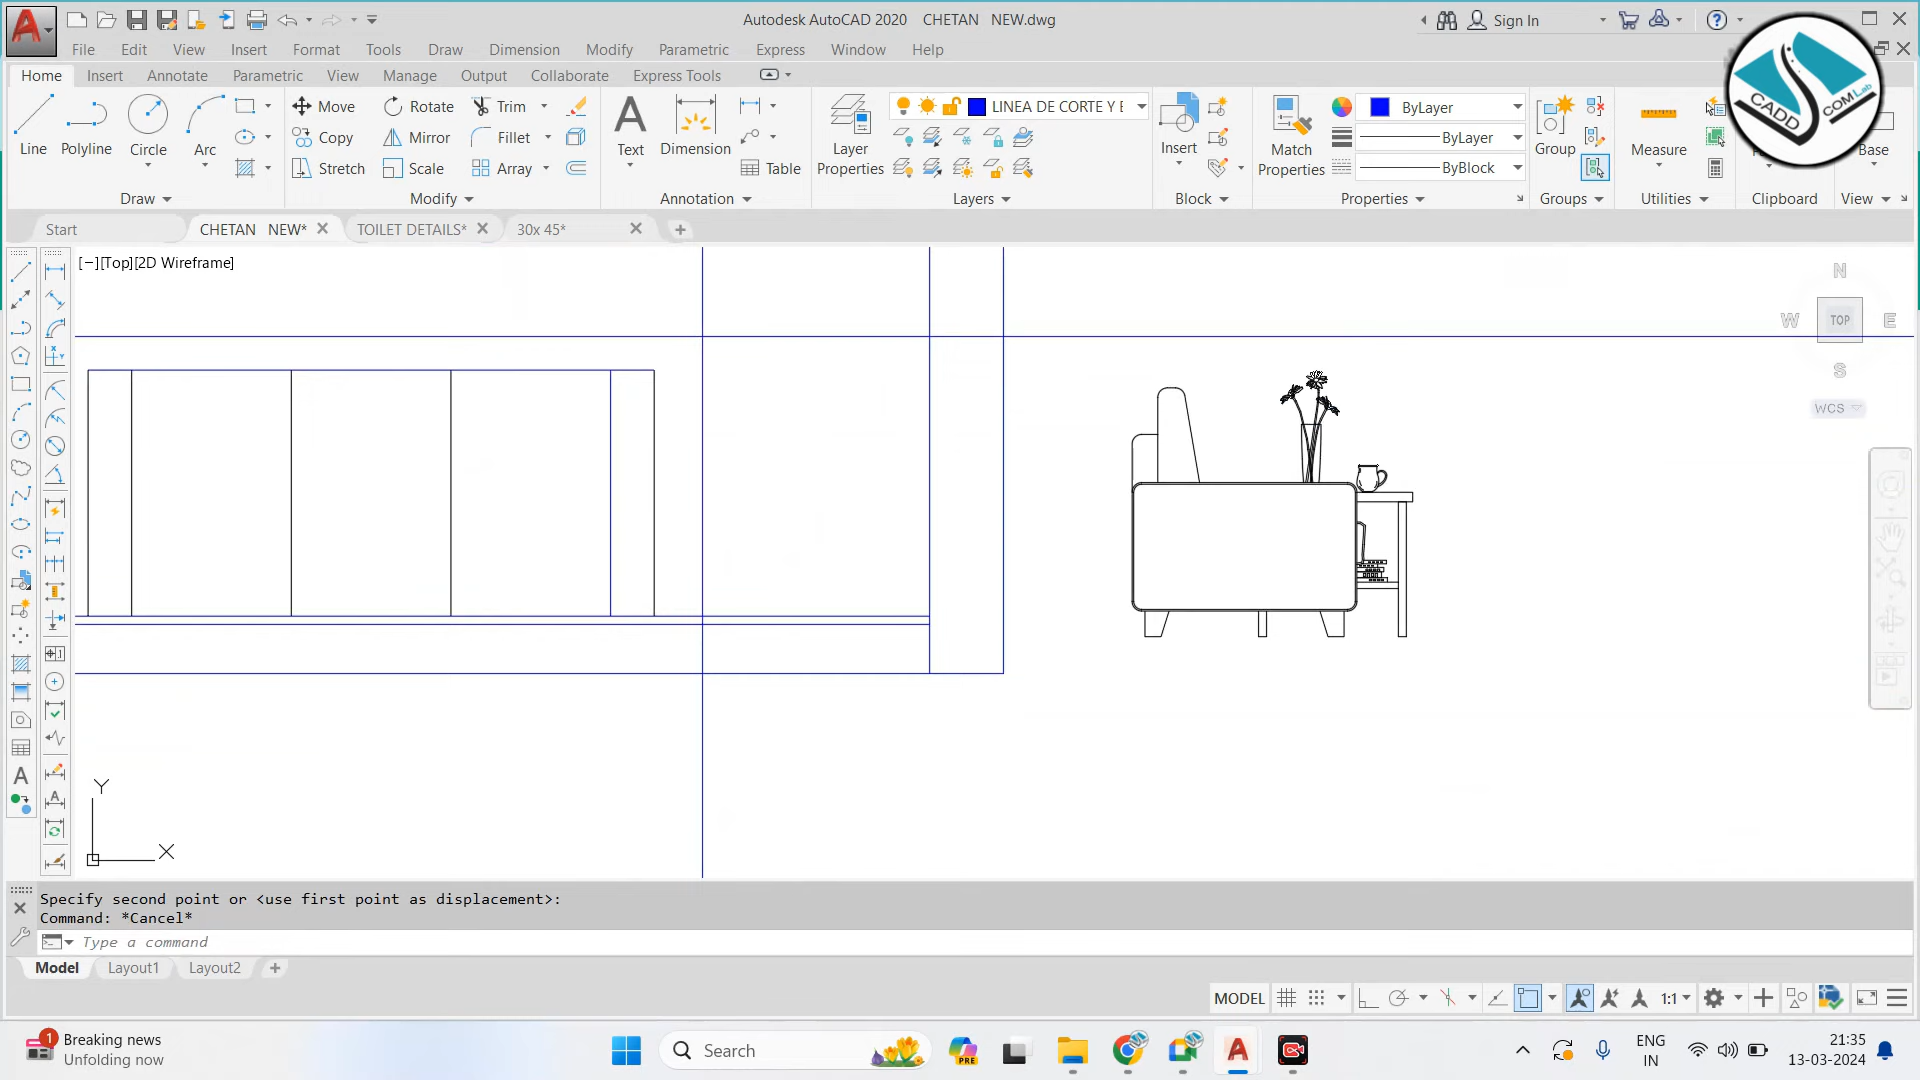 Autodesk AutoCAD 2020 CHETAN NEW.dwg
Sign In
File Edit View Insert Format Tools Draw Dimension Modify Parametric Express Window Help
Home Insert Annotate Parametric View Manage Output Collaborate Express Tools
Line Polyline Circle Arc
Move Rotate Trim
Copy Mirror Fillet
Stretch Scale Array
Text Dimension Table
Layer Properties
LINEA DE CORTE Y E
Insert
Match Properties
ByLayer
ByLayer
ByBlock
Group Measure Base
Draw Modify Annotation Layers Block Properties Groups Utilities Clipboard View
CADD COM Lab
Start CHETAN NEW* TOILET DETAILS* 30x 45*
[−][Top][2D Wireframe]
N
W TOP E
S
WCS
Y
X
Specify second point or <use first point as displacement>:
Command: *Cancel*
Type a command
Model Layout1 Layout2
MODEL 1:1
1
Breaking news
Unfolding now
Search
PRE
ENG
IN
21:35
13-03-2024